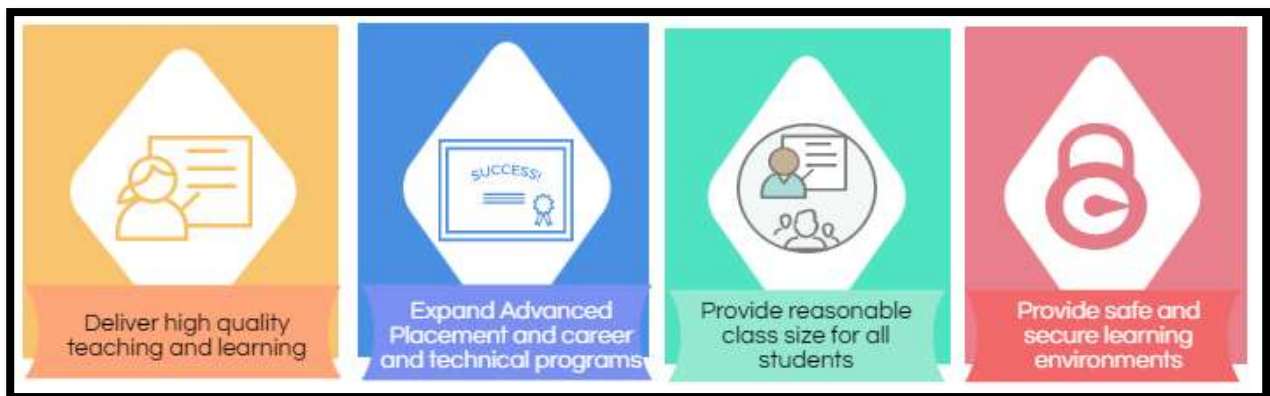 Deliver high quality
teaching and learning
SUCCESS!
Expand Advanced
Placement and career
and technical programs
Provide reasonable
class size for all
students
Provide safe and
secure learning
environments